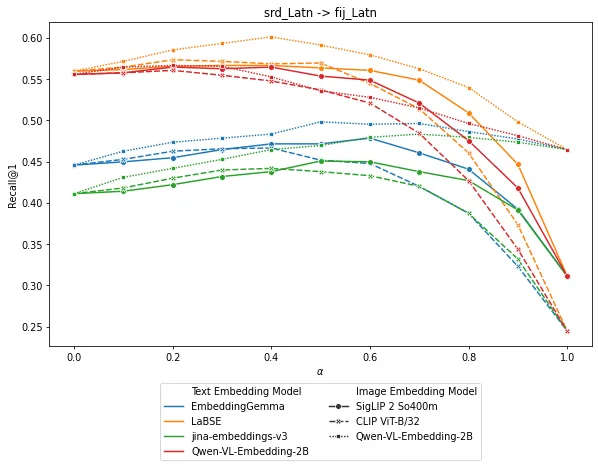 srd_Latn -> fij_Latn
0.60
0.55
0.50
0.45
0.40
0.35
0.30
0.25
Recall@1
0.0 0.2 0.4 0.6 0.8 1.0
α
Text Embedding Model Image Embedding Model
EmbeddingGemma SigLIP 2 So400m
LaBSE CLIP ViT-B/32
jina-embeddings-v3 Qwen-VL-Embedding-2B
Qwen-VL-Embedding-2B